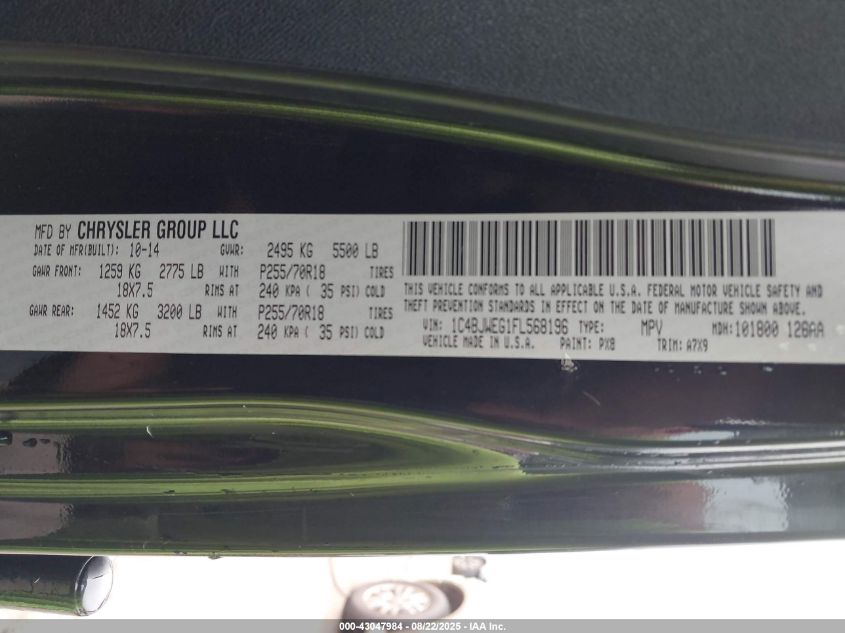 MFD BY CHRYSLER GROUP LLC
DATE OF MFR(BUILT): 10-14 GVWR: 2495 KG 5500 LB
GAWR FRONT: 1259 KG 2775 LB WITH P255/70R18 TIRES
18X7.5 RIMS AT 240 KPA ( 35 PSI) COLD
GAWR REAR: 1452 KG 3200 LB WITH P255/70R18 TIRES
18X7.5 RIMS AT 240 KPA ( 35 PSI) COLD
THIS VEHICLE CONFORMS TO ALL APPLICABLE U.S.A. FEDERAL MOTOR VEHICLE SAFETY AND
THEFT PREVENTION STANDARDS IN EFFECT ON THE DATE OF MANUFACTURE SHOWN ABOVE.
VIN: 1C4BJWEG1FL568196 TYPE: MPV MDH: 101800 126AA
VEHICLE MADE IN U.S.A. PAINT: PX8 TRIM: A7X9
000-43047984 - 08/22/2025 - IAA Inc.